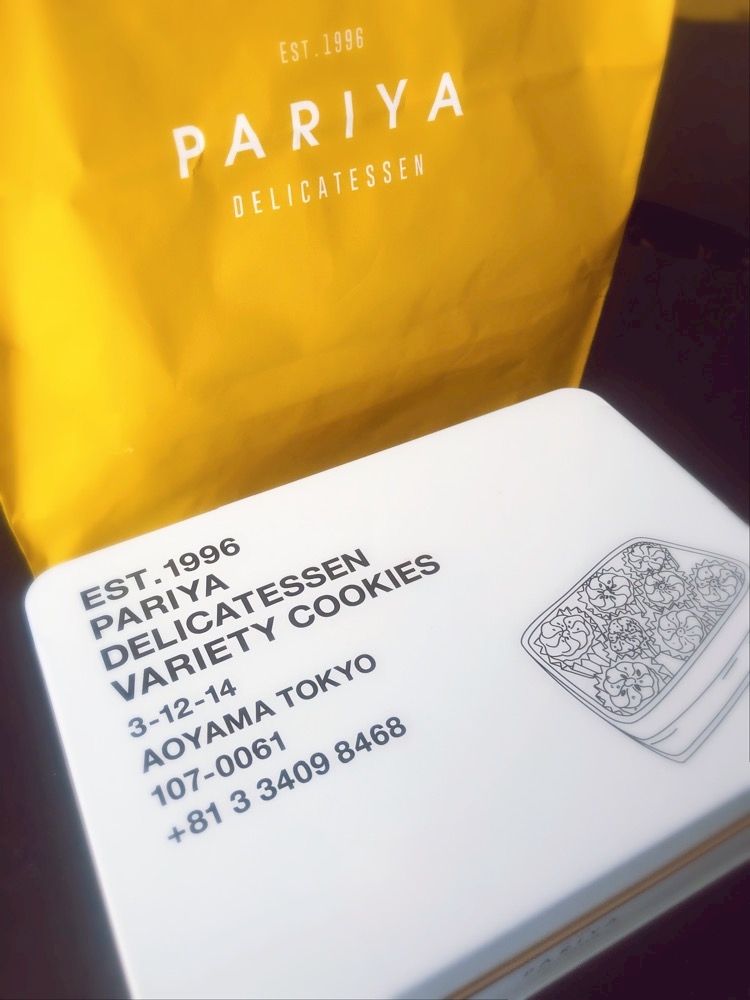 EST.1996
PARIYA
DELICATESSEN
EST.1996
PARIYA
DELICATESSEN
VARIETY COOKIES
3-12-14
AOYAMA TOKYO
107-0061
+81 3 3409 8468
PARIYA